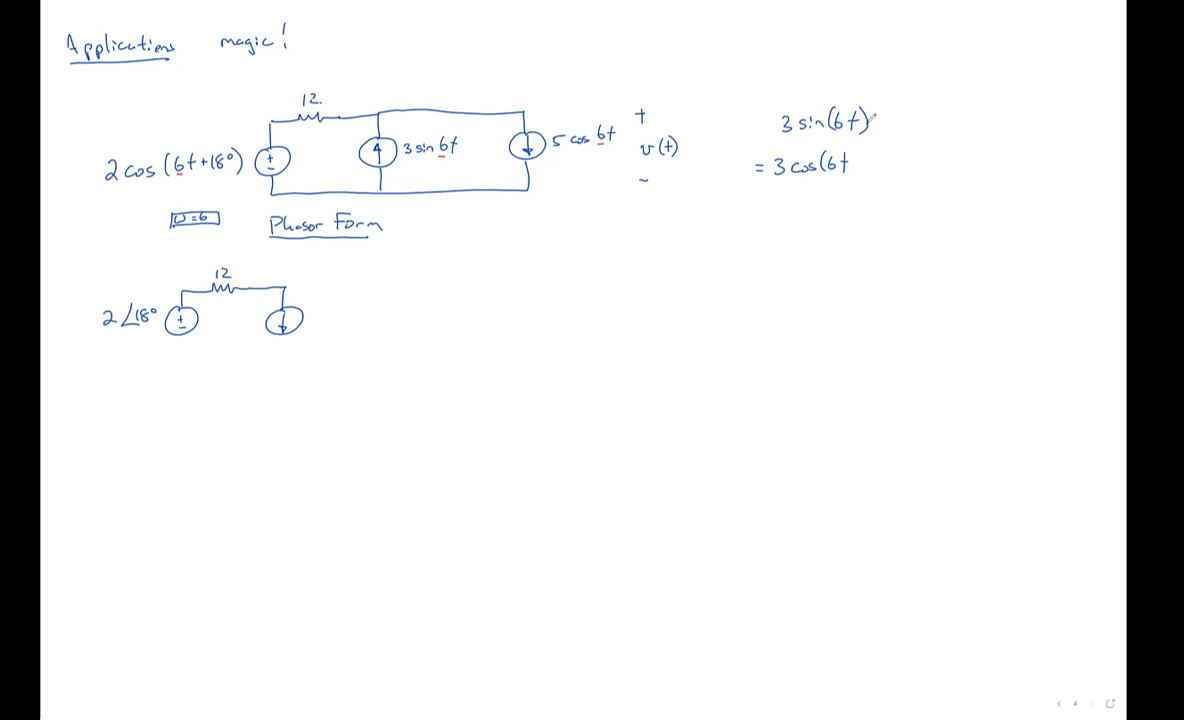 Applications magic!
12
2 cos (6t+18°) + - 3 sin 6t 5 cos 6t + v(t) -
3 sin(6t)
= 3 cos(6t
ω=6 Phasor Form
12
2∠18° + -
4